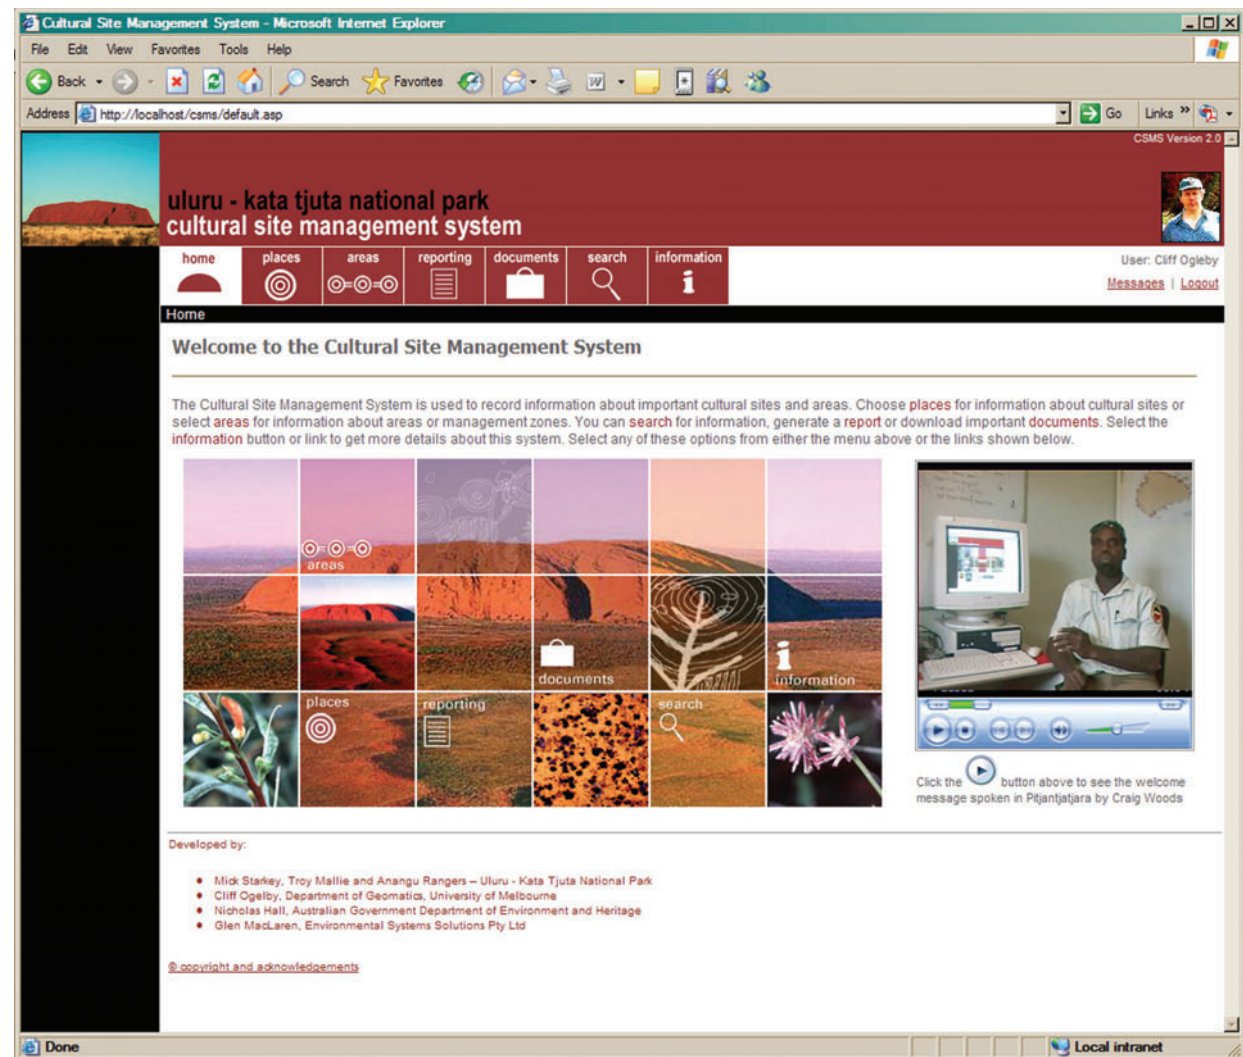 Cultural Site Management System - Microsoft Internet Explorer
File Edit View Favorites Tools Help
Back Search Favorites
Address http://localhost/csms/default.asp Go Links »
CSMS Version 2.0
uluru - kata tjuta national park
cultural site management system
home places areas reporting documents search information
User: Cliff Ogleby
Messages | Logout
Home
Welcome to the Cultural Site Management System
The Cultural Site Management System is used to record information about important cultural sites and areas. Choose places for information about cultural sites or
select areas for information about areas or management zones. You can search for information, generate a report or download important documents. Select the
information button or link to get more details about this system. Select any of these options from either the menu above or the links shown below.
areas
documents
information
places
reporting
search
Click the button above to see the welcome
message spoken in Pitjantjatjara by Craig Woods
Developed by:
• Mick Starkey, Troy Mallie and Anangu Rangers – Uluru - Kata Tjuta National Park
• Cliff Ogelby, Department of Geomatics, University of Melbourne
• Nicholas Hall, Australian Government Department of Environment and Heritage
• Glen MacLaren, Environmental Systems Solutions Pty Ltd
© copyright and acknowledgements
Done Local intranet